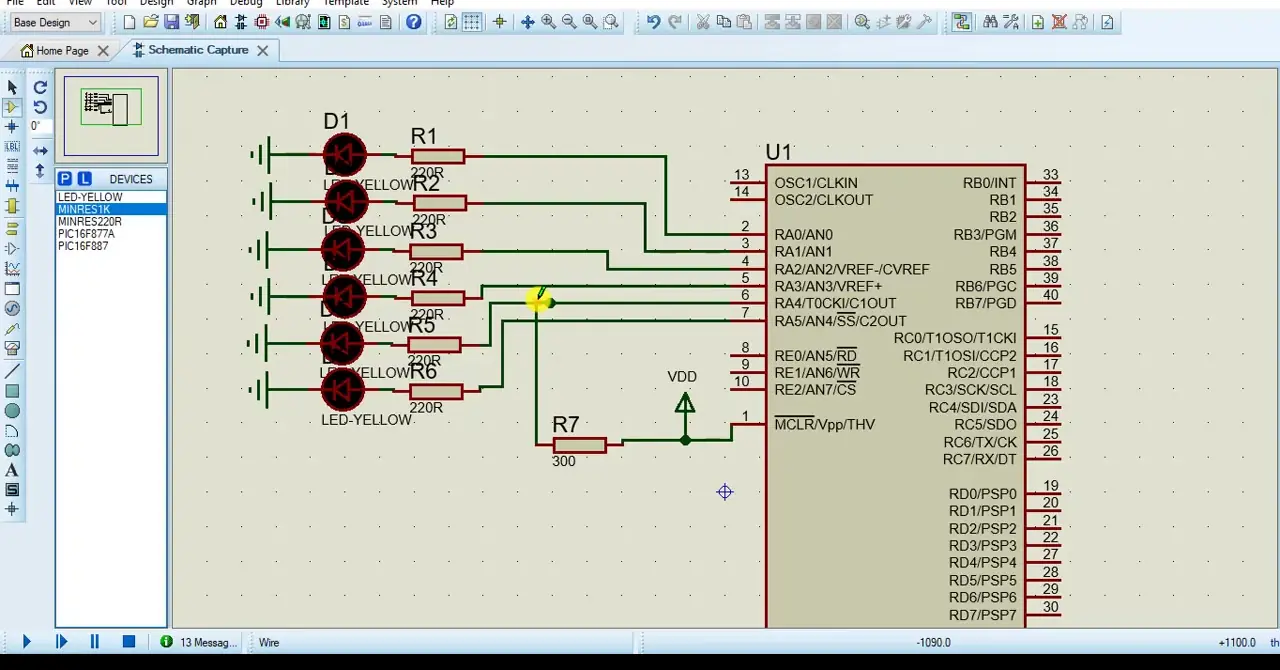 File Edit View Tool Design Graph Debug Library Template System Help
Base Design
Home Page
Schematic Capture
0°
P L DEVICES
LED-YELLOW
MINRES1K
MINRES220R
PIC16F877A
PIC16F887
D1
R1
220R
LED-YELLOW
R2
220R
LED-YELLOW
R3
220R
LED-YELLOW
R4
220R
LED-YELLOW
R5
220R
LED-YELLOW
R6
220R
LED-YELLOW
R7
300
VDD
U1
13 OSC1/CLKIN
14 OSC2/CLKOUT
2 RA0/AN0
3 RA1/AN1
4 RA2/AN2/VREF-/CVREF
5 RA3/AN3/VREF+
6 RA4/T0CKI/C1OUT
7 RA5/AN4/SS/C2OUT
8 RE0/AN5/RD
9 RE1/AN6/WR
10 RE2/AN7/CS
1 MCLR/Vpp/THV
RB0/INT 33
RB1 34
RB2 35
RB3/PGM 36
RB4 37
RB5 38
RB6/PGC 39
RB7/PGD 40
RC0/T1OSO/T1CKI 15
RC1/T1OSI/CCP2 16
RC2/CCP1 17
RC3/SCK/SCL 18
RC4/SDI/SDA 23
RC5/SDO 24
RC6/TX/CK 25
RC7/RX/DT 26
RD0/PSP0 19
RD1/PSP1 20
RD2/PSP2 21
RD3/PSP3 22
RD4/PSP4 27
RD5/PSP5 28
RD6/PSP6 29
RD7/PSP7 30
13 Messag...
Wire
-1090.0
+1100.0
th